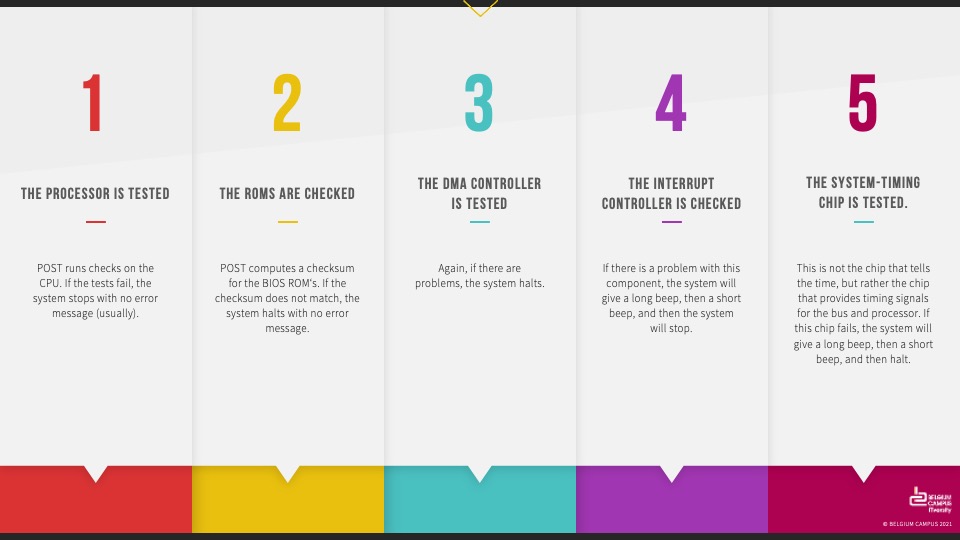 1
THE PROCESSOR IS TESTED
POST runs checks on the
CPU. If the tests fail, the
system stops with no error
message (usually).
2
THE ROMS ARE CHECKED
POST computes a checksum
for the BIOS ROM's. If the
checksum does not match, the
system halts with no error
message.
3
THE DMA CONTROLLER
IS TESTED
Again, if there are
problems, the system halts.
4
THE INTERRUPT
CONTROLLER IS CHECKED
If there is a problem with this
component, the system will
give a long beep, then a short
beep, and then the system
will stop.
5
THE SYSTEM-TIMING
CHIP IS TESTED.
This is not the chip that tells
the time, but rather the chip
that provides timing signals
for the bus and processor. If
this chip fails, the system will
give a long beep, then a short
beep, and then halt.
BELGIUM
CAMPUS
iTversity
© BELGIUM CAMPUS 2021